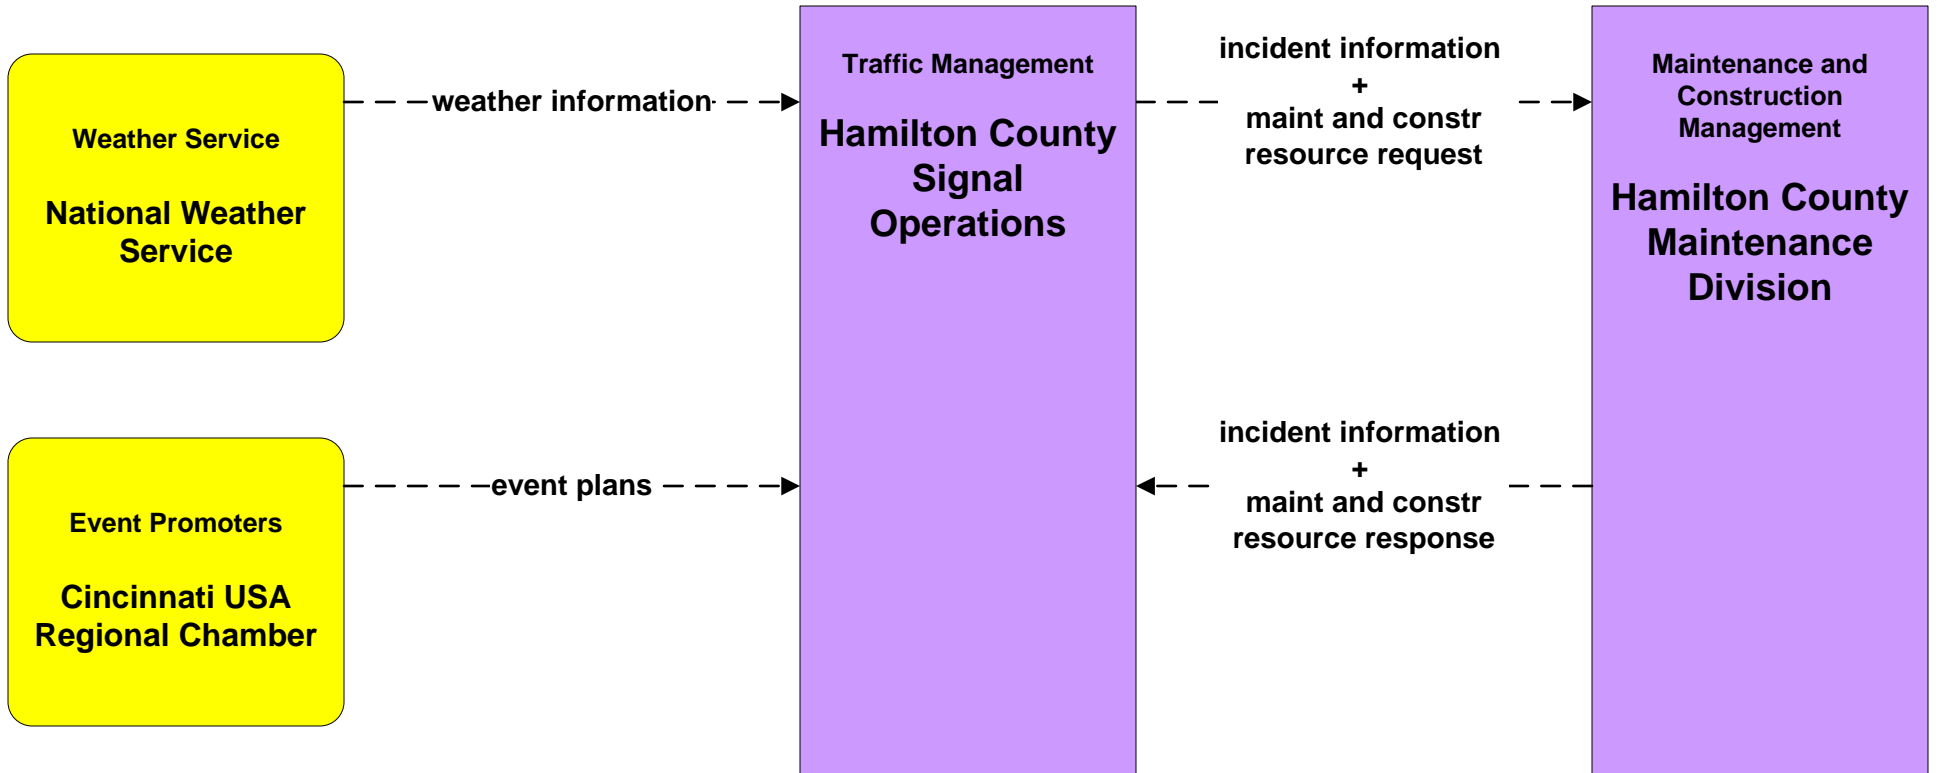 Weather Service
National Weather
Service
weather information
Event Promoters
Cincinnati USA
Regional Chamber
event plans
Traffic Management
Hamilton County
Signal
Operations
incident information
+
maint and constr
resource request
incident information
+
maint and constr
resource response
Maintenance and
Construction
Management
Hamilton County
Maintenance
Division